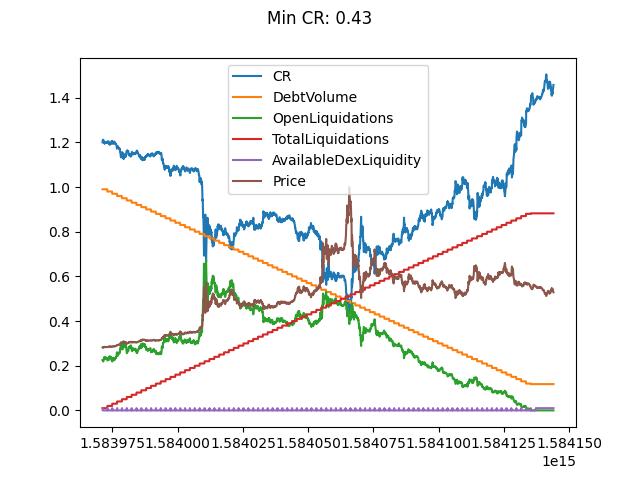 Min CR: 0.43
CR
DebtVolume
OpenLiquidations
TotalLiquidations
AvailableDexLiquidity
Price
1.4
1.2
1.0
0.8
0.6
0.4
0.2
0.0
1.583975 1.584000 1.584025 1.584050 1.584075 1.584100 1.584125 1.584150
1e15